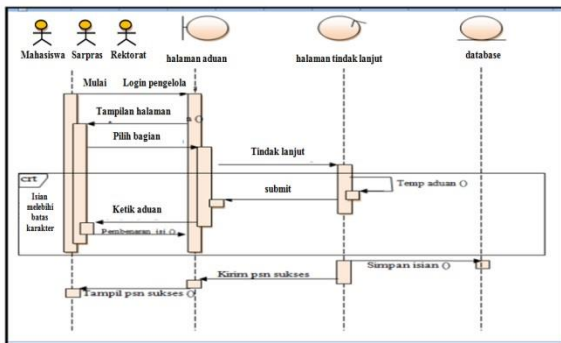 Mahasiswa Sarpras Rektorat
halaman aduan
halaman tindak lanjut
database
Mulai Login pengelola
Tampilan halaman
Pilih bagian
Tindak lanjut
crt
Isian
melebihi
batas
karakter
Temp aduan ()
submit
Ketik aduan
Pembenaran isi ()
Simpan isian ()
Kirim psn sukses
Tampil psn sukses ()